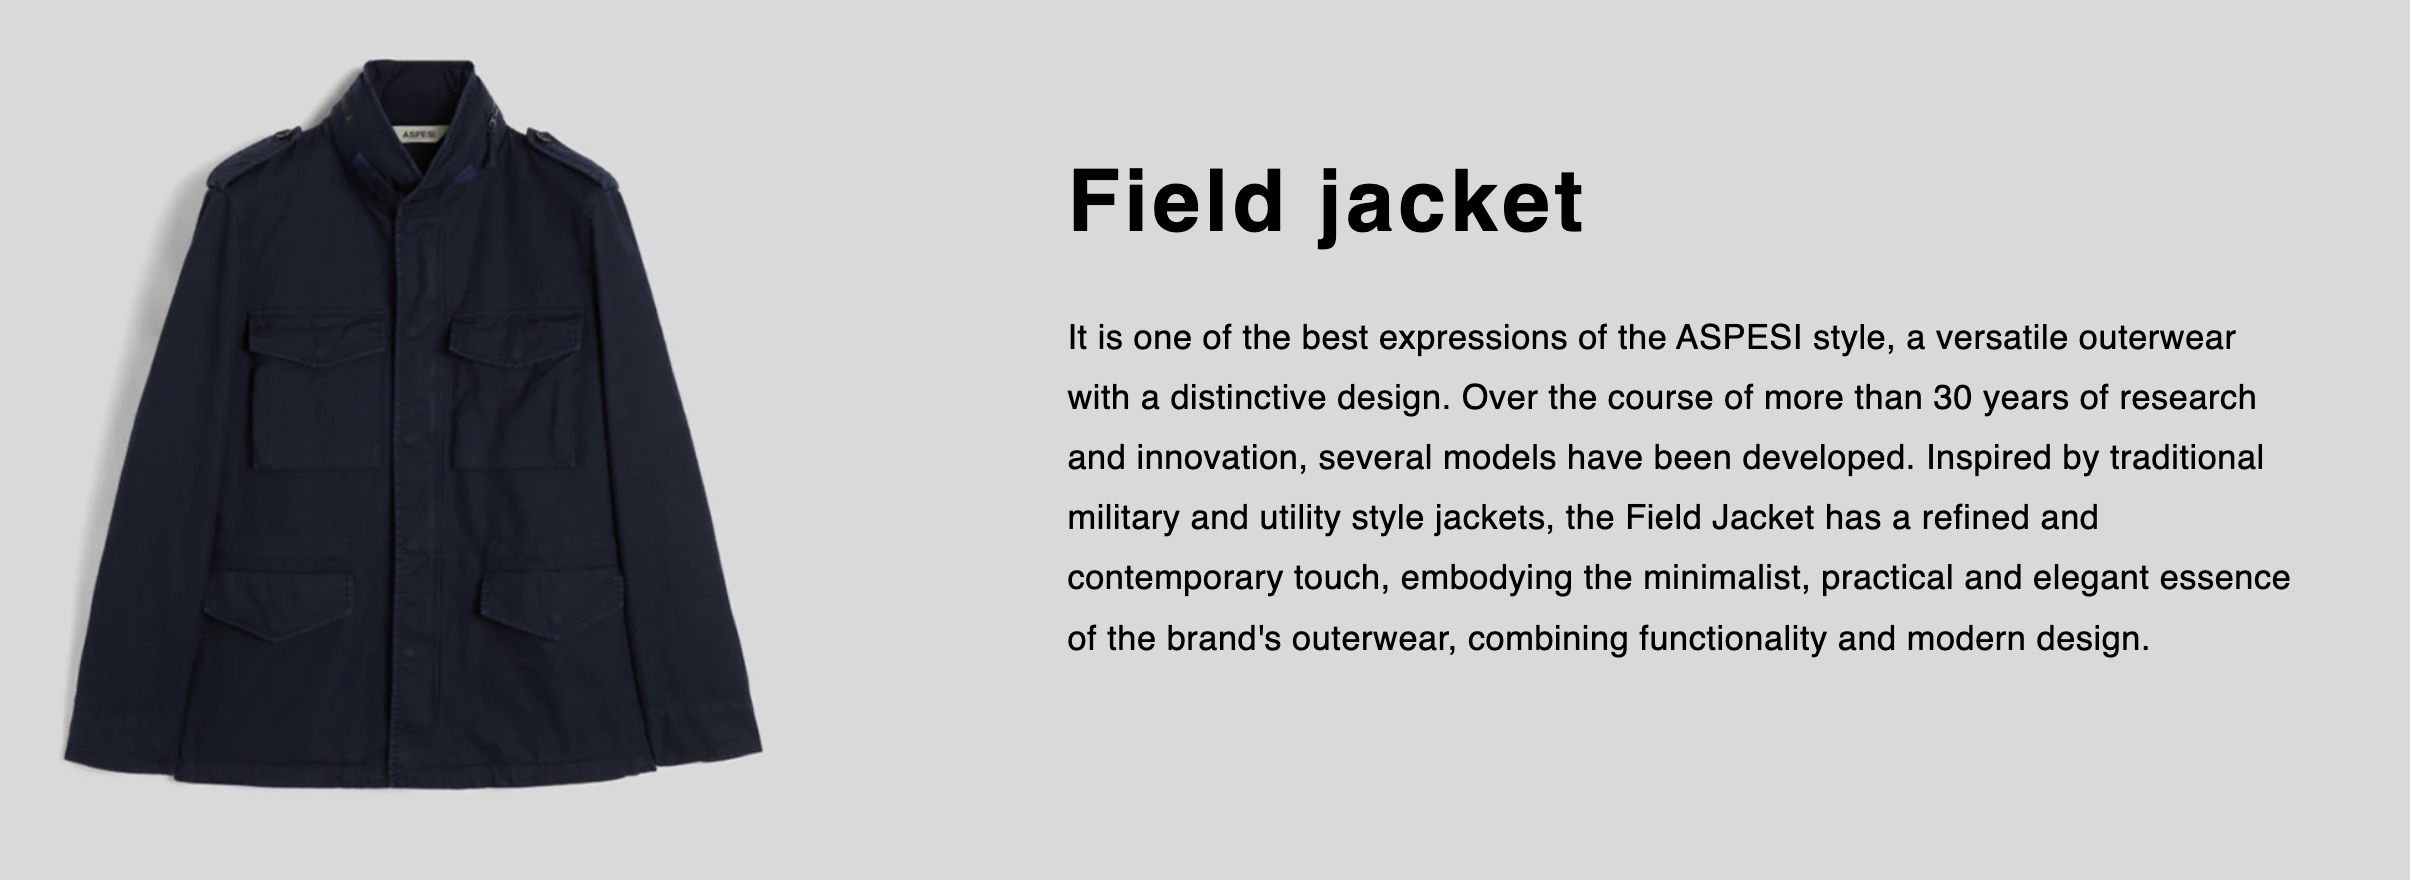 ASPESI
Field jacket
It is one of the best expressions of the ASPESI style, a versatile outerwear
with a distinctive design. Over the course of more than 30 years of research
and innovation, several models have been developed. Inspired by traditional
military and utility style jackets, the Field Jacket has a refined and
contemporary touch, embodying the minimalist, practical and elegant essence
of the brand's outerwear, combining functionality and modern design.